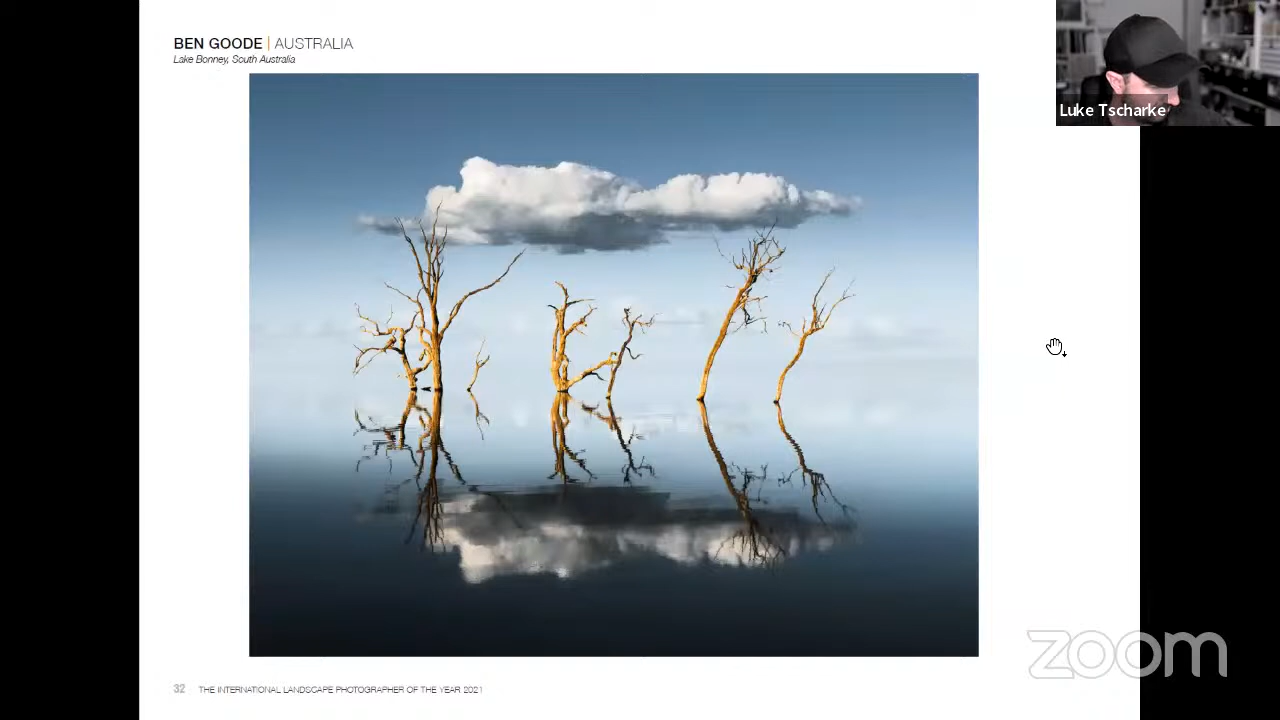 BEN GOODE | AUSTRALIA
Lake Bonney, South Australia
Luke Tscharke
zoom
32 THE INTERNATIONAL LANDSCAPE PHOTOGRAPHER OF THE YEAR 2021